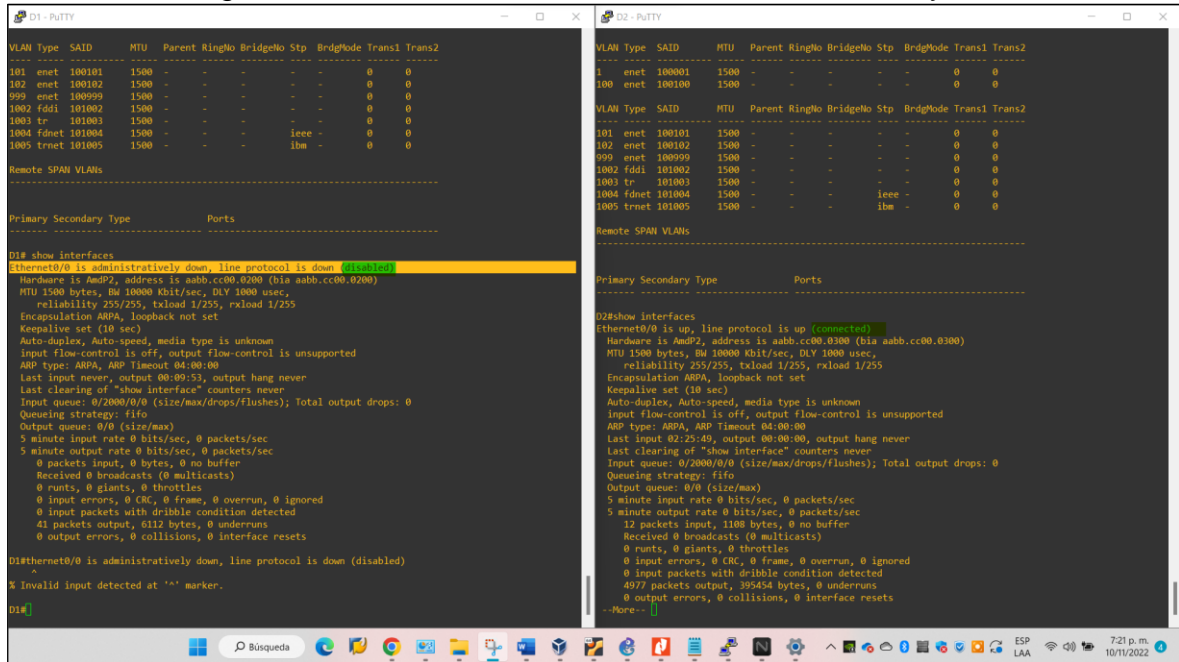 D1 - PuTTY
VLAN Type SAID MTU Parent RingNo BridgeNo Stp BrdgMode Trans1 Trans2
---- ----- ---------- ----- ------ ------ -------- ---- -------- ------ ------
101 enet 100101 1500 - - - - - 0 0
102 enet 100102 1500 - - - - - 0 0
999 enet 100999 1500 - - - - - 0 0
1002 fddi 101002 1500 - - - - - 0 0
1003 tr 101003 1500 - - - - - 0 0
1004 fdnet 101004 1500 - - - ieee - 0 0
1005 trnet 101005 1500 - - - ibm - 0 0
Remote SPAN VLANs
------------------------------------------------------------------------------
Primary Secondary Type Ports
------- --------- ----------------- ------------------------------------------
D1# show interfaces
Ethernet0/0 is administratively down, line protocol is down (disabled)
Hardware is AmdP2, address is aabb.cc00.0200 (bia aabb.cc00.0200)
MTU 1500 bytes, BW 10000 Kbit/sec, DLY 1000 usec,
reliability 255/255, txload 1/255, rxload 1/255
Encapsulation ARPA, loopback not set
Keepalive set (10 sec)
Auto-duplex, Auto-speed, media type is unknown
input flow-control is off, output flow-control is unsupported
ARP type: ARPA, ARP Timeout 04:00:00
Last input never, output 00:09:53, output hang never
Last clearing of "show interface" counters never
Input queue: 0/2000/0/0 (size/max/drops/flushes); Total output drops: 0
Queueing strategy: fifo
Output queue: 0/0 (size/max)
5 minute input rate 0 bits/sec, 0 packets/sec
5 minute output rate 0 bits/sec, 0 packets/sec
0 packets input, 0 bytes, 0 no buffer
Received 0 broadcasts (0 multicasts)
0 runts, 0 giants, 0 throttles
0 input errors, 0 CRC, 0 frame, 0 overrun, 0 ignored
0 input packets with dribble condition detected
41 packets output, 6112 bytes, 0 underruns
0 output errors, 0 collisions, 0 interface resets
D1#thernet0/0 is administratively down, line protocol is down (disabled)
^
% Invalid input detected at '^' marker.
D1#
D2 - PuTTY
VLAN Type SAID MTU Parent RingNo BridgeNo Stp BrdgMode Trans1 Trans2
---- ----- ---------- ----- ------ ------ -------- ---- -------- ------ ------
1 enet 100001 1500 - - - - - 0 0
100 enet 100100 1500 - - - - - 0 0
VLAN Type SAID MTU Parent RingNo BridgeNo Stp BrdgMode Trans1 Trans2
---- ----- ---------- ----- ------ ------ -------- ---- -------- ------ ------
101 enet 100101 1500 - - - - - 0 0
102 enet 100102 1500 - - - - - 0 0
999 enet 100999 1500 - - - - - 0 0
1002 fddi 101002 1500 - - - - - 0 0
1003 tr 101003 1500 - - - - - 0 0
1004 fdnet 101004 1500 - - - ieee - 0 0
1005 trnet 101005 1500 - - - ibm - 0 0
Remote SPAN VLANs
------------------------------------------------------------------------------
Primary Secondary Type Ports
------- --------- ----------------- ------------------------------------------
D2#show interfaces
Ethernet0/0 is up, line protocol is up (connected)
Hardware is AmdP2, address is aabb.cc00.0300 (bia aabb.cc00.0300)
MTU 1500 bytes, BW 10000 Kbit/sec, DLY 1000 usec,
reliability 255/255, txload 1/255, rxload 1/255
Encapsulation ARPA, loopback not set
Keepalive set (10 sec)
Auto-duplex, Auto-speed, media type is unknown
input flow-control is off, output flow-control is unsupported
ARP type: ARPA, ARP Timeout 04:00:00
Last input 02:25:49, output 00:00:00, output hang never
Last clearing of "show interface" counters never
Input queue: 0/2000/0/0 (size/max/drops/flushes); Total output drops: 0
Queueing strategy: fifo
Output queue: 0/0 (size/max)
5 minute input rate 0 bits/sec, 0 packets/sec
5 minute output rate 0 bits/sec, 0 packets/sec
12 packets input, 1108 bytes, 0 no buffer
Received 0 broadcasts (0 multicasts)
0 runts, 0 giants, 0 throttles
0 input errors, 0 CRC, 0 frame, 0 overrun, 0 ignored
0 input packets with dribble condition detected
4977 packets output, 395454 bytes, 0 underruns
0 output errors, 0 collisions, 0 interface resets
--More--
Búsqueda
ESP
LAA
7:21 p. m.
10/11/2022